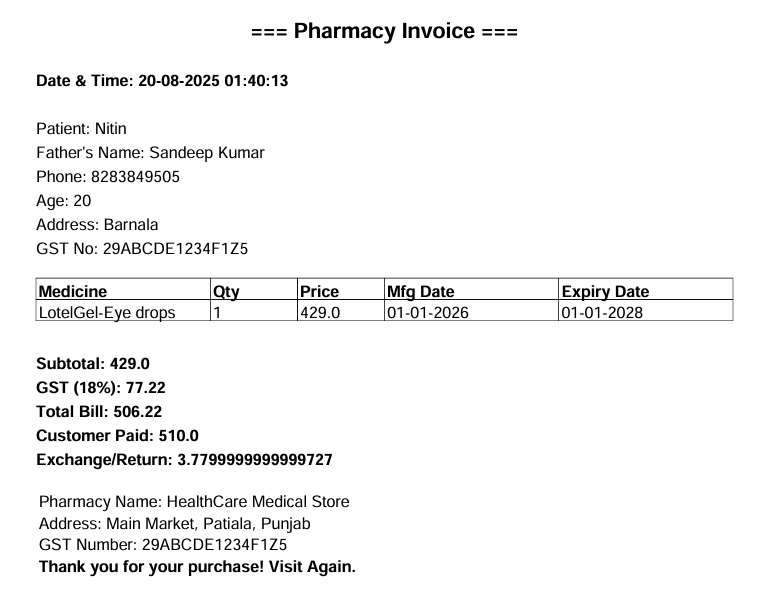 === Pharmacy Invoice ===
Date & Time: 20-08-2025 01:40:13
Patient: Nitin
Father's Name: Sandeep Kumar
Phone: 8283849505
Age: 20
Address: Barnala
GST No: 29ABCDE1234F1Z5
Medicine Qty Price Mfg Date Expiry Date
LotelGel-Eye drops 1 429.0 01-01-2026 01-01-2028
Subtotal: 429.0
GST (18%): 77.22
Total Bill: 506.22
Customer Paid: 510.0
Exchange/Return: 3.7799999999999727
Pharmacy Name: HealthCare Medical Store
Address: Main Market, Patiala, Punjab
GST Number: 29ABCDE1234F1Z5
Thank you for your purchase! Visit Again.